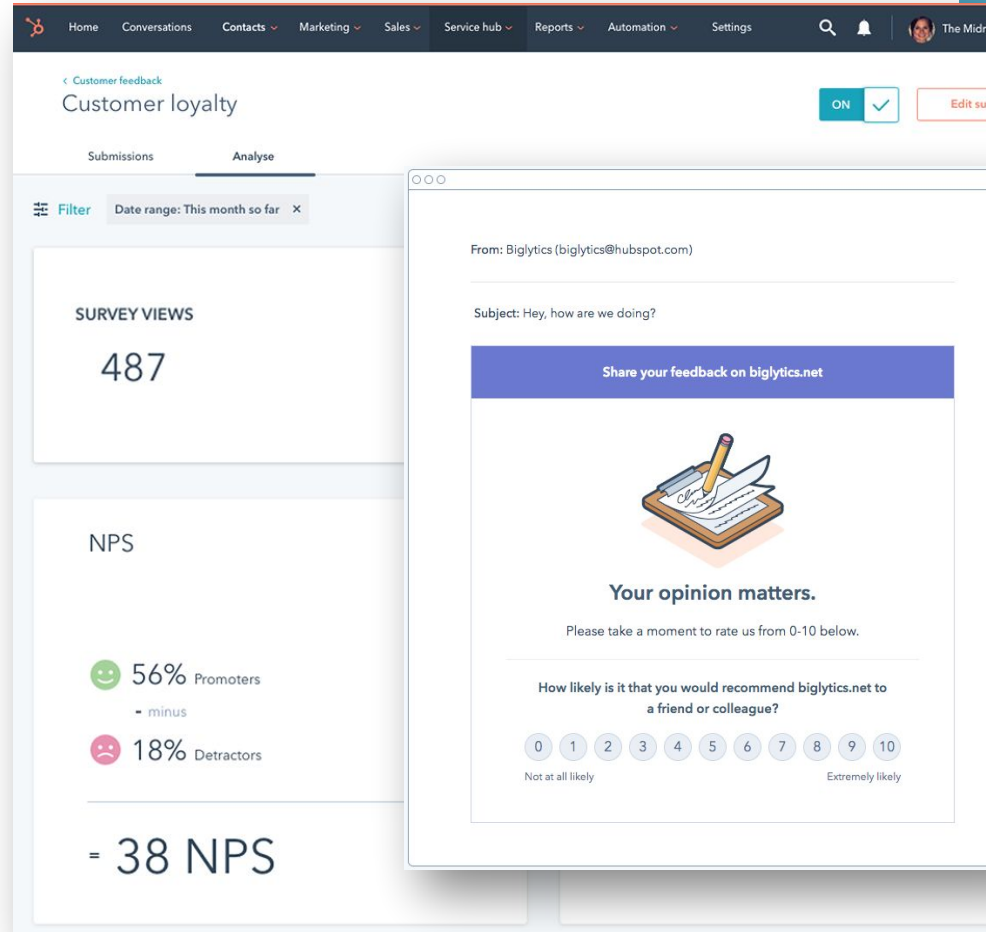 Home Conversations Contacts Marketing Sales Service hub Reports Automation Settings The
Customer feedback
Customer loyalty
ON Edit
Submissions Analyse
Filter Date range: This month so far ×
SURVEY VIEWS
487
NPS
56% Promoters
- minus
18% Detractors
= 38 NPS
From: Biglytics (biglytics@hubspot.com)
Subject: Hey, how are we doing?
Share your feedback on biglytics.net
Your opinion matters.
Please take a moment to rate us from 0-10 below.
How likely is it that you would recommend biglytics.net to
a friend or colleague?
0 1 2 3 4 5 6 7 8 9 10
Not at all likely Extremely likely